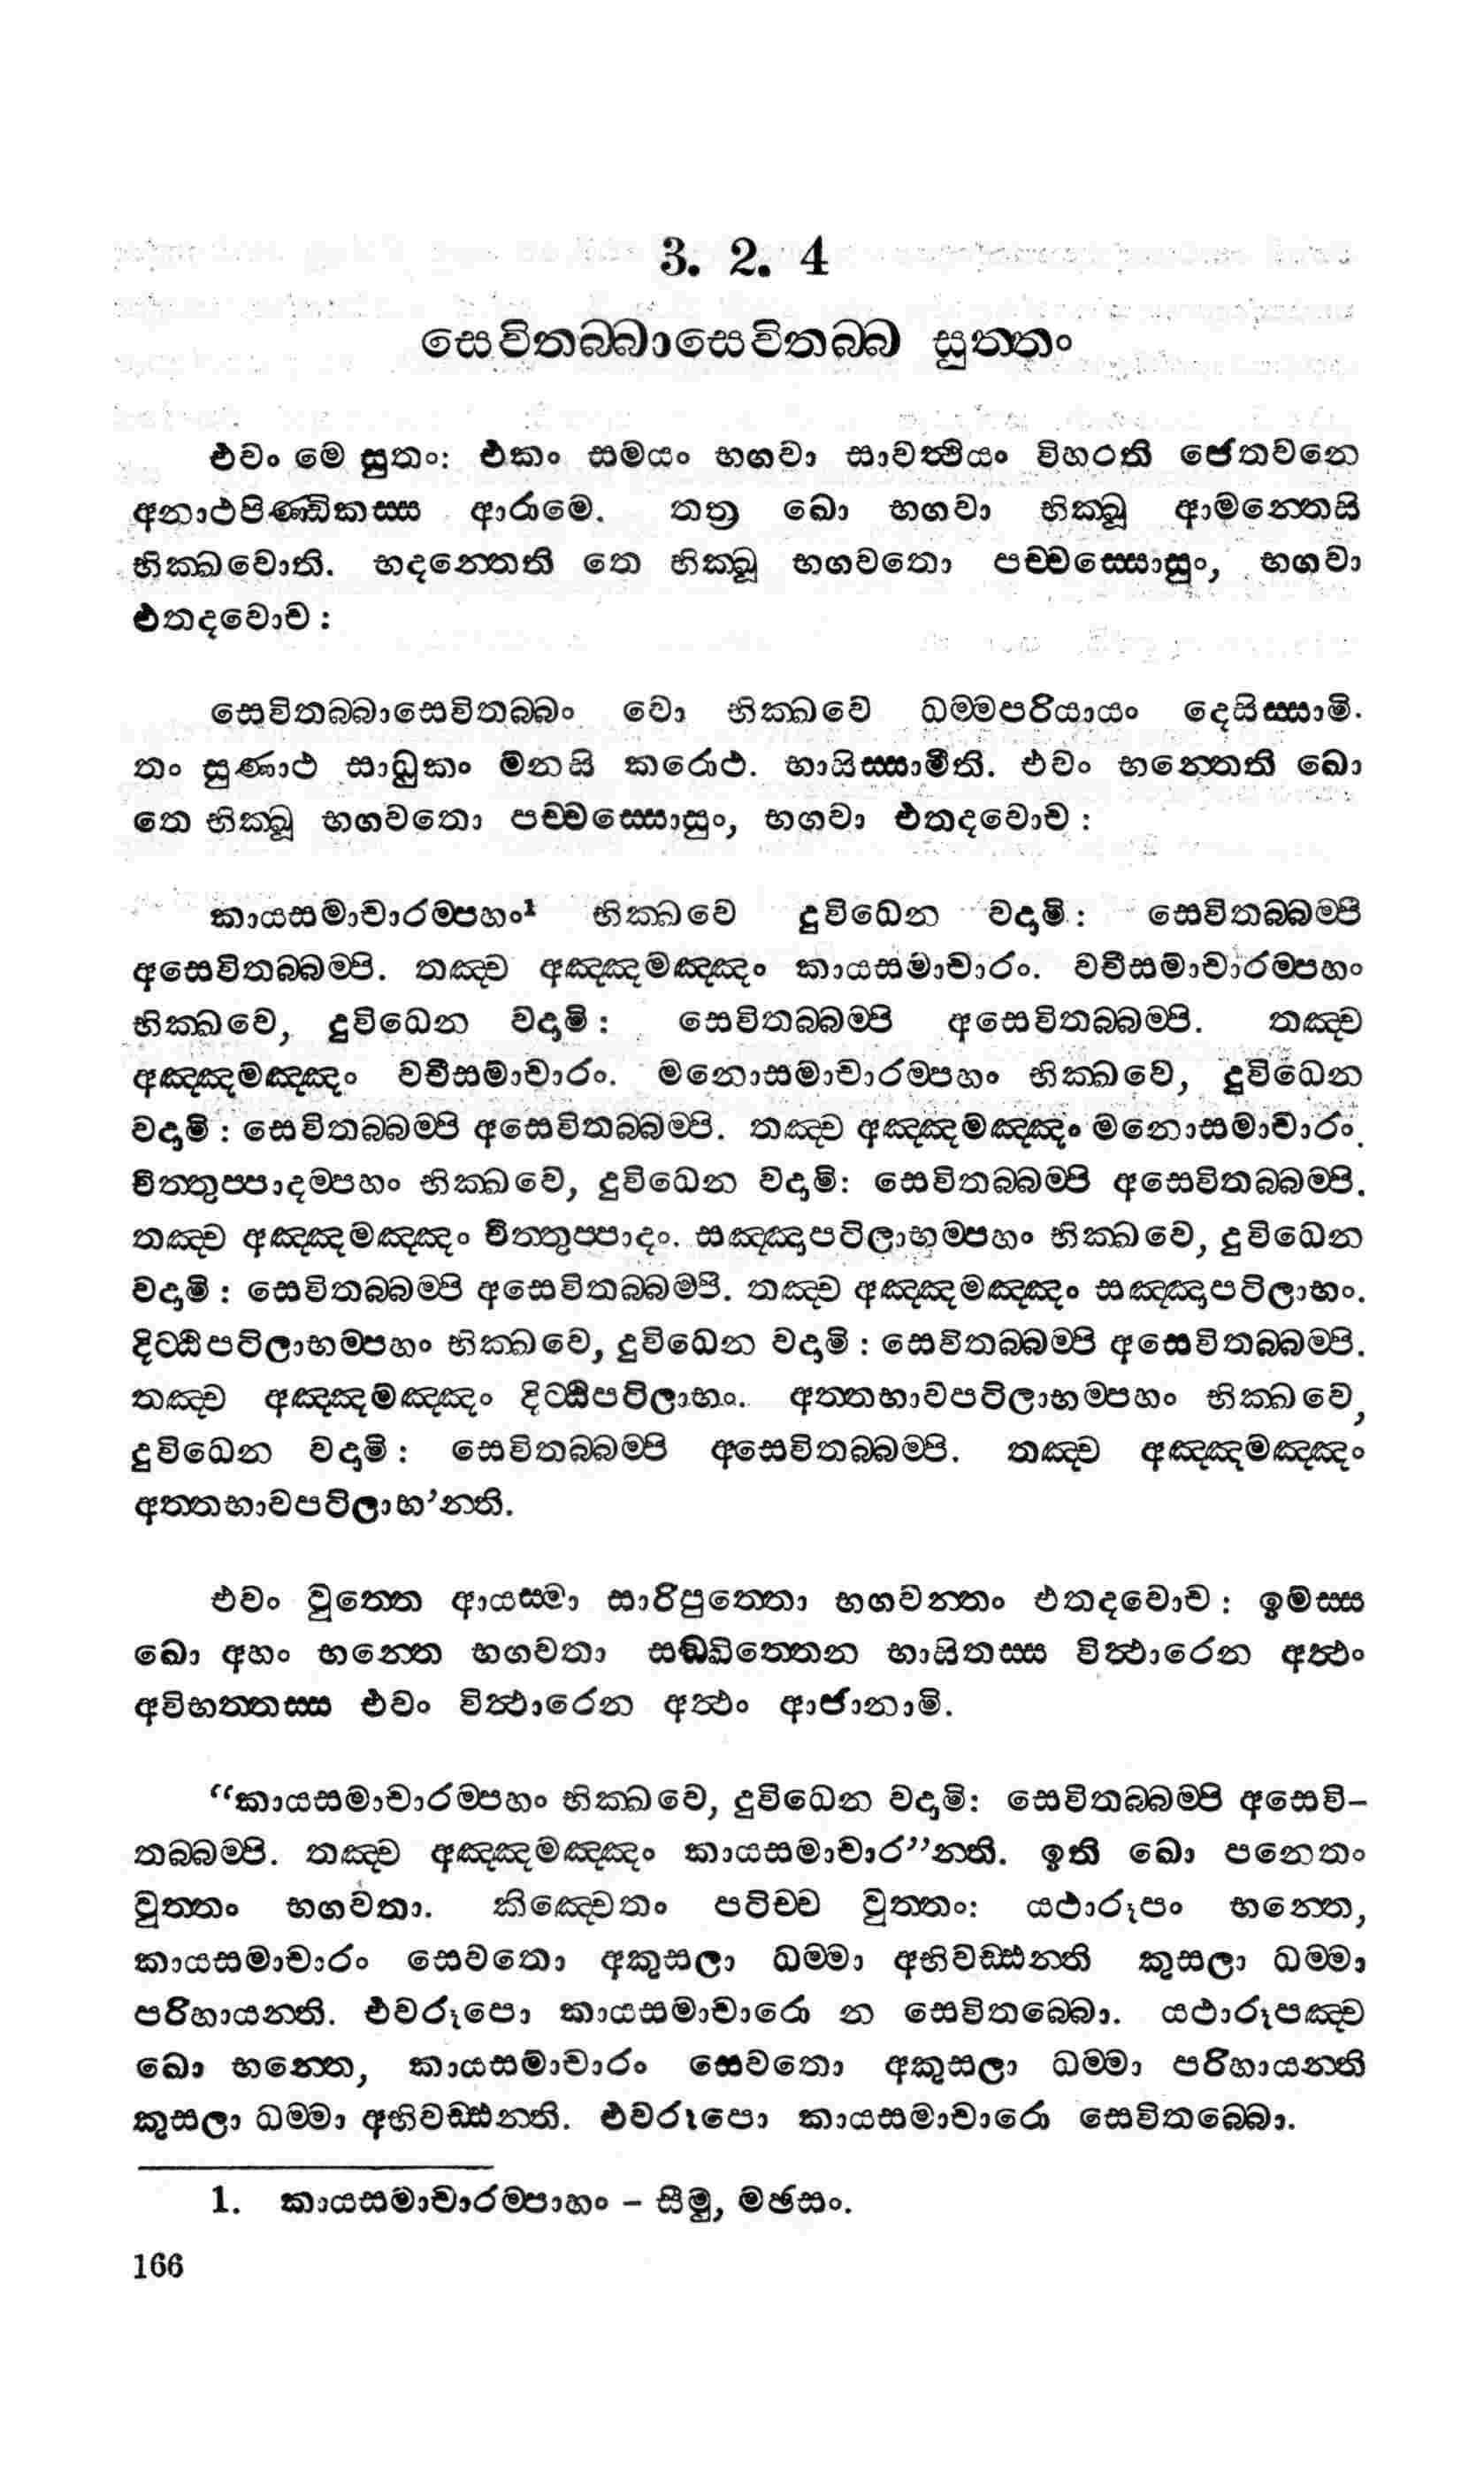 3. 2. 4
සෙවිතබ්බාසෙවිතබ්බ සුත්තං
එවං මෙ සුතං: එකං සමයං භගවා සාවත්ථියං විහරති ජෙතවනෙ
අනාථපිණ්ඩිකස්ස ආරාමෙ. තත්‍ර ඛො භගවා භික්ඛූ ආමන්තෙසි
භික්ඛවොති. භදන්තෙති තෙ භික්ඛූ භගවතො පච්චස්සොසුං, භගවා
එතදවොච :
සෙවිතබ්බාසෙවිතබ්බං වො භික්ඛවෙ ධම්මපරියායං දෙසිස්සාමි.
තං සුණාථ සාධුකං මනසි කරොථ. භාසිස්සාමීති. එවං භන්තෙති ඛො
තෙ භික්ඛූ භගවතො පච්චස්සොසුං, භගවා එතදවොච :
කායසමාචාරම්පහං¹ භික්ඛවෙ දුවිධෙන වදාමි : සෙවිතබ්බම්පි
අසෙවිතබ්බම්පි. තඤ්ච අඤ්ඤමඤ්ඤං කායසමාචාරං. වචීසමාචාරම්පහං
භික්ඛවෙ, දුවිධෙන වදාමි : සෙවිතබ්බම්පි අසෙවිතබ්බම්පි. තඤ්ච
අඤ්ඤමඤ්ඤං වචීසමාචාරං. මනොසමාචාරම්පහං භික්ඛවෙ, දුවිධෙන
වදාමි : සෙවිතබ්බම්පි අසෙවිතබ්බම්පි. තඤ්ච අඤ්ඤමඤ්ඤං මනොසමාචාරං.
චිත්තුප්පාදම්පහං භික්ඛවෙ, දුවිධෙන වදාමි: සෙවිතබ්බම්පි අසෙවිතබ්බම්පි.
තඤ්ච අඤ්ඤමඤ්ඤං චිත්තුප්පාදං. සඤ්ඤාපටිලාභම්පහං භික්ඛවෙ, දුවිධෙන
වදාමි : සෙවිතබ්බම්පි අසෙවිතබ්බම්පි. තඤ්ච අඤ්ඤමඤ්ඤං සඤ්ඤාපටිලාභං.
දිට්ඨිපටිලාභම්පහං භික්ඛවෙ, දුවිධෙන වදාමි : සෙවිතබ්බම්පි අසෙවිතබ්බම්පි.
තඤ්ච අඤ්ඤමඤ්ඤං දිට්ඨිපටිලාභං. අත්තභාවපටිලාභම්පහං භික්ඛවෙ,
දුවිධෙන වදාමි : සෙවිතබ්බම්පි අසෙවිතබ්බම්පි. තඤ්ච අඤ්ඤමඤ්ඤං
අත්තභාවපටිලාභ’න්ති.
එවං වුත්තෙ ආයස්මා සාරිපුත්තො භගවන්තං එතදවොච : ඉමස්ස
ඛො අහං භන්තෙ භගවතා සඞ්ඛිත්තෙන භාසිතස්ස විත්ථාරෙන අත්ථං
අවිභත්තස්ස එවං විත්ථාරෙන අත්ථං ආජානාමි.
“කායසමාචාරම්පහං භික්ඛවෙ, දුවිධෙන වදාමි: සෙවිතබ්බම්පි අසෙවි-
තබ්බම්පි. තඤ්ච අඤ්ඤමඤ්ඤං කායසමාචාර”න්ති. ඉති ඛො පනෙතං
වුත්තං භගවතා. කිඤ්චෙතං පටිච්ච වුත්තං: යථාරූපං භන්තෙ,
කායසමාචාරං සෙවතො අකුසලා ධම්මා අභිවඩ්ඪන්ති කුසලා ධම්මා
පරිහායන්ති. එවරූපො කායසමාචාරො න සෙවිතබ්බො. යථාරූපඤ්ච
ඛො භන්තෙ, කායසමාචාරං සෙවතො අකුසලා ධම්මා පරිහායන්ති
කුසලා ධම්මා අභිවඩ්ඪන්ති. එවරූපො කායසමාචාරො සෙවිතබ්බො.
1. කායසමාචාරම්පාහං – සීමු, මඡසං.
166